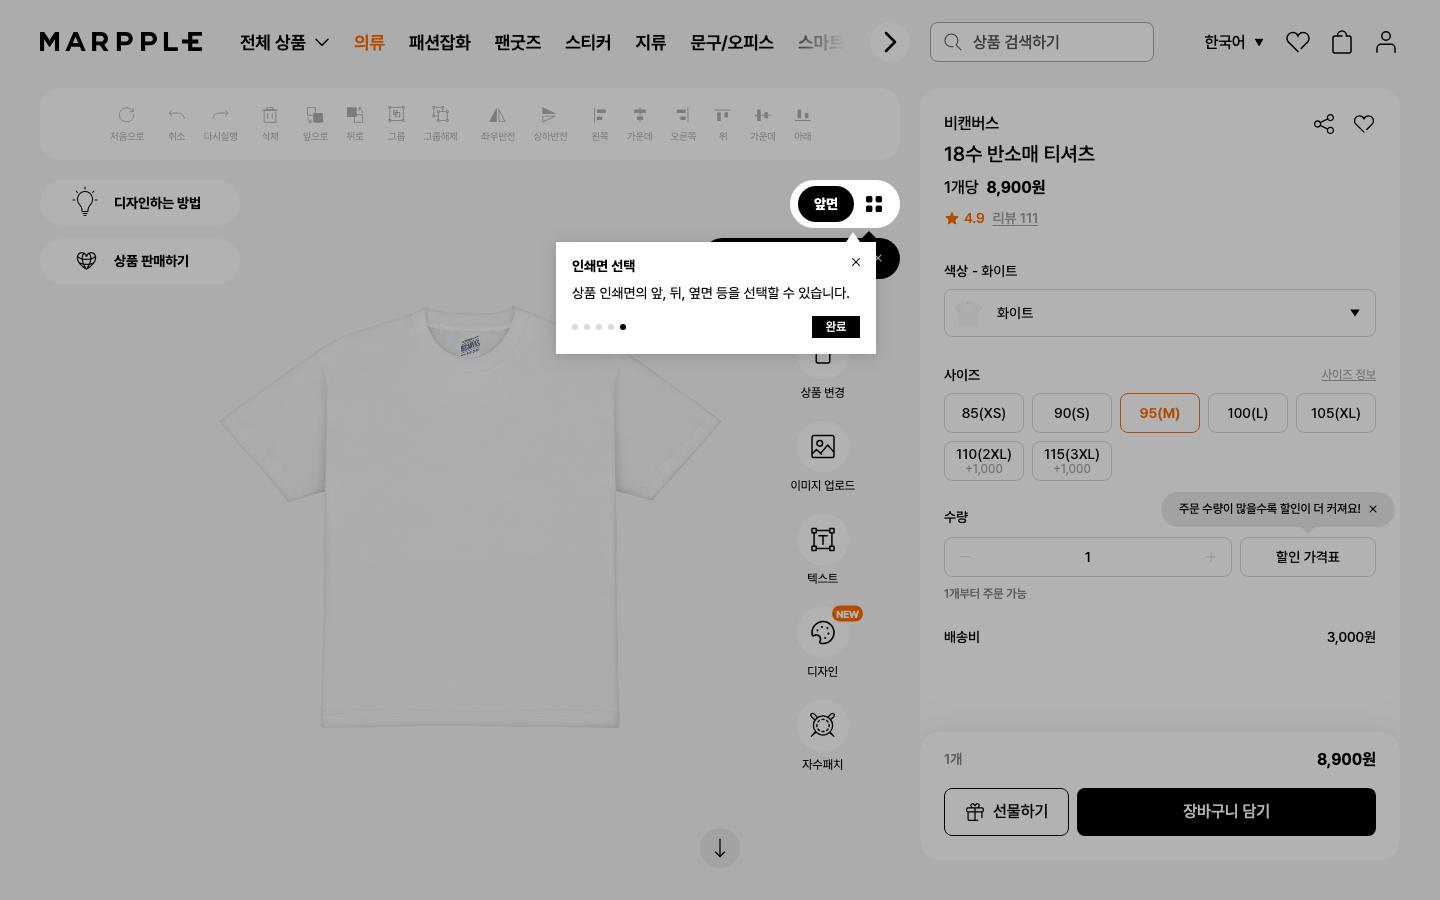 MARPPLE
전체 상품
의류
패션잡화
팬굿즈
스티커
지류
문구/오피스
스마트
상품 검색하기
한국어
처음으로
취소
다시실행
삭제
앞으로
뒤로
그룹
그룹해제
좌우반전
상하반전
왼쪽
가운데
오른쪽
위
가운데
아래
디자인하는 방법
상품 판매하기
앞면
인쇄면 선택
상품 인쇄면의 앞, 뒤, 옆면 등을 선택할 수 있습니다.
완료
상품 변경
이미지 업로드
텍스트
NEW
디자인
자수패치
비캔버스
18수 반소매 티셔츠
1개당 8,900원
4.9 리뷰 111
색상 - 화이트
화이트
사이즈
사이즈 정보
85(XS)
90(S)
95(M)
100(L)
105(XL)
110(2XL)
+1,000
115(3XL)
+1,000
주문 수량이 많을수록 할인이 더 커져요!
수량
1
할인 가격표
1개부터 주문 가능
배송비
3,000원
1개
8,900원
선물하기
장바구니 담기